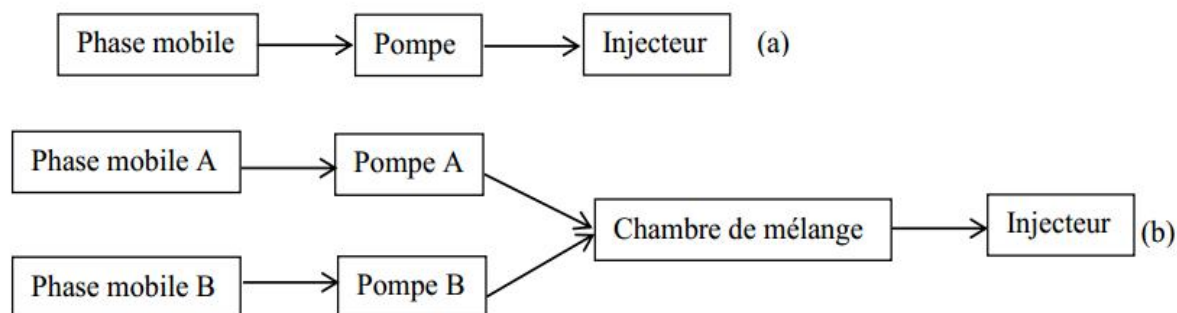 Phase mobile Pompe Injecteur (a)
Phase mobile A Pompe A
Chambre de mélange Injecteur (b)
Phase mobile B Pompe B